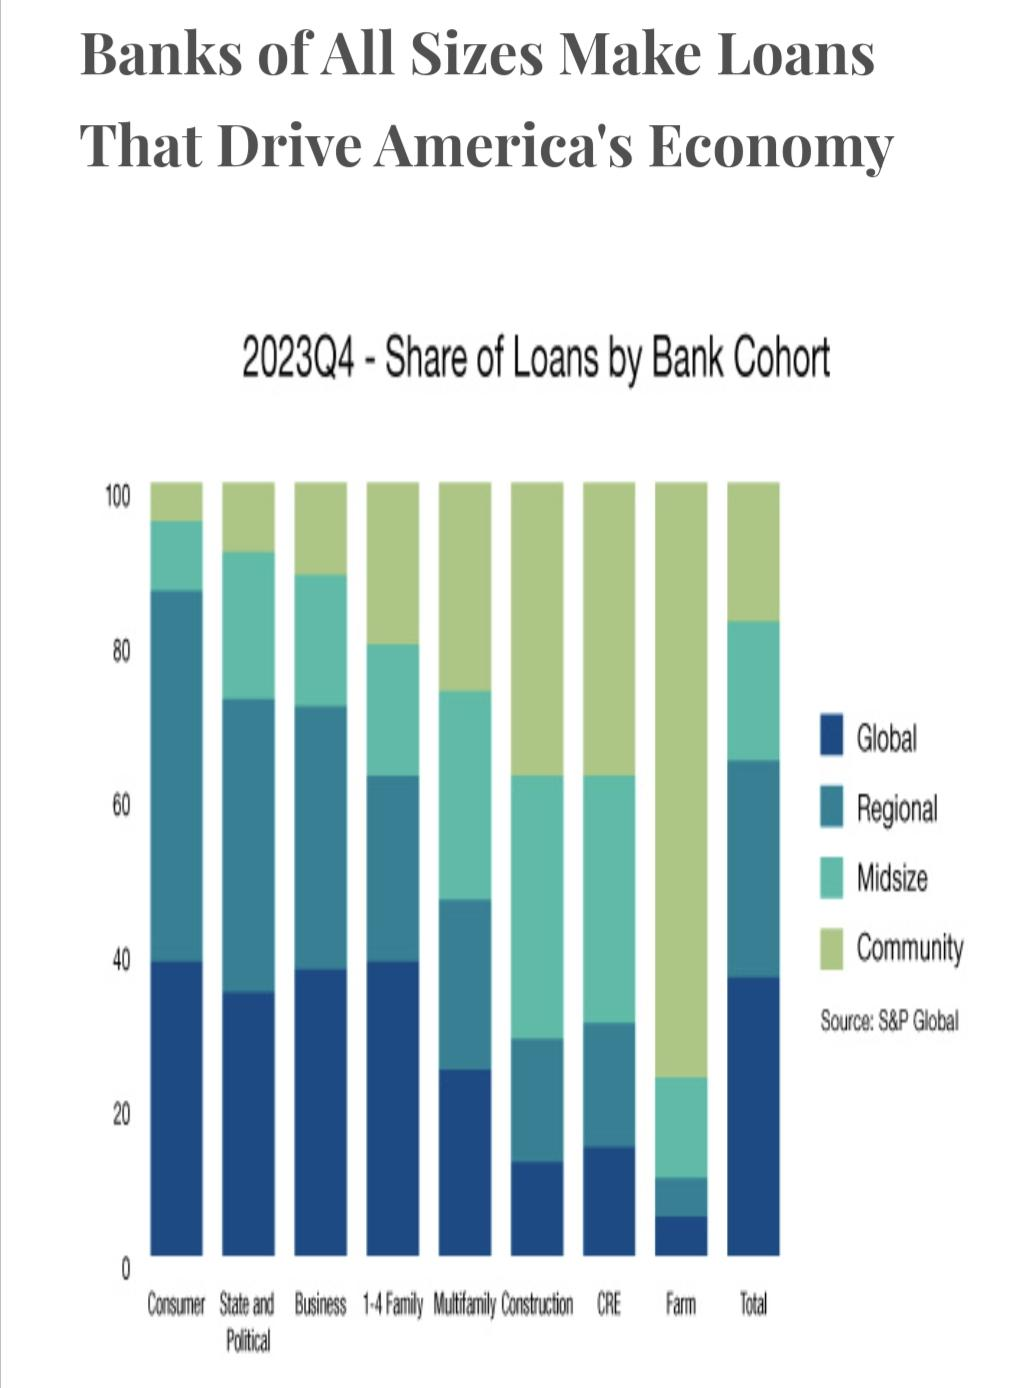 Banks of All Sizes Make Loans
That Drive America's Economy
2023Q4 - Share of Loans by Bank Cohort
100
80
60
40
20
0
Global
Regional
Midsize
Community
Source: S&P Global
Consumer State and Business 1-4 Family Multifamily Construction CRE Farm Total
Political